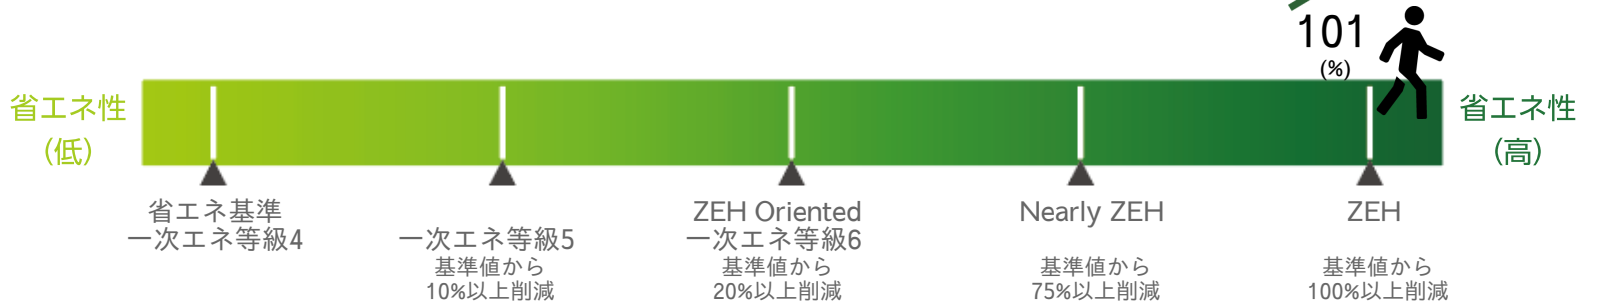 101
(%)
省エネ性
(低)
省エネ性
(高)
省エネ基準
一次エネ等級4
一次エネ等級5
基準値から
10%以上削減
ZEH Oriented
一次エネ等級6
基準値から
20%以上削減
Nearly ZEH
基準値から
75%以上削減
ZEH
基準値から
100%以上削減